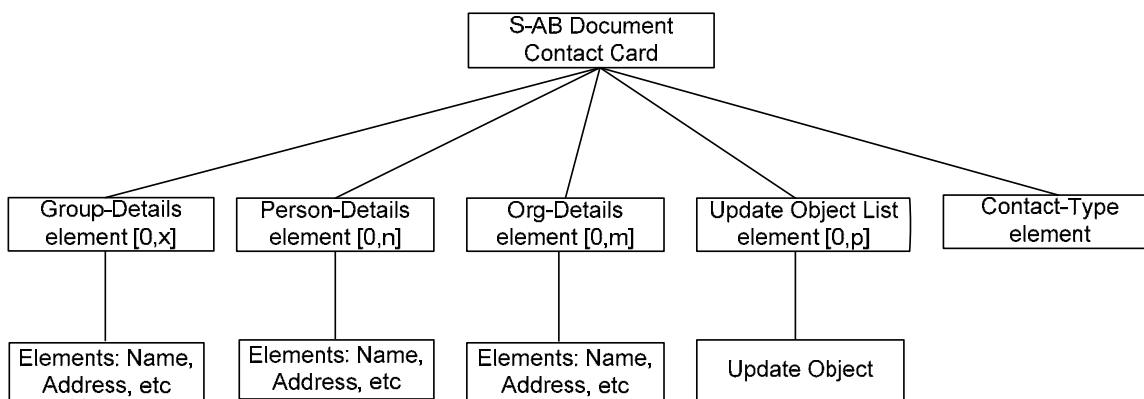 S-AB Document
Contact Card
Group-Details
element [0,x]
Person-Details
element [0,n]
Org-Details
element [0,m]
Update Object List
element [0,p]
Contact-Type
element
Elements: Name,
Address, etc
Elements: Name,
Address, etc
Elements: Name,
Address, etc
Update Object